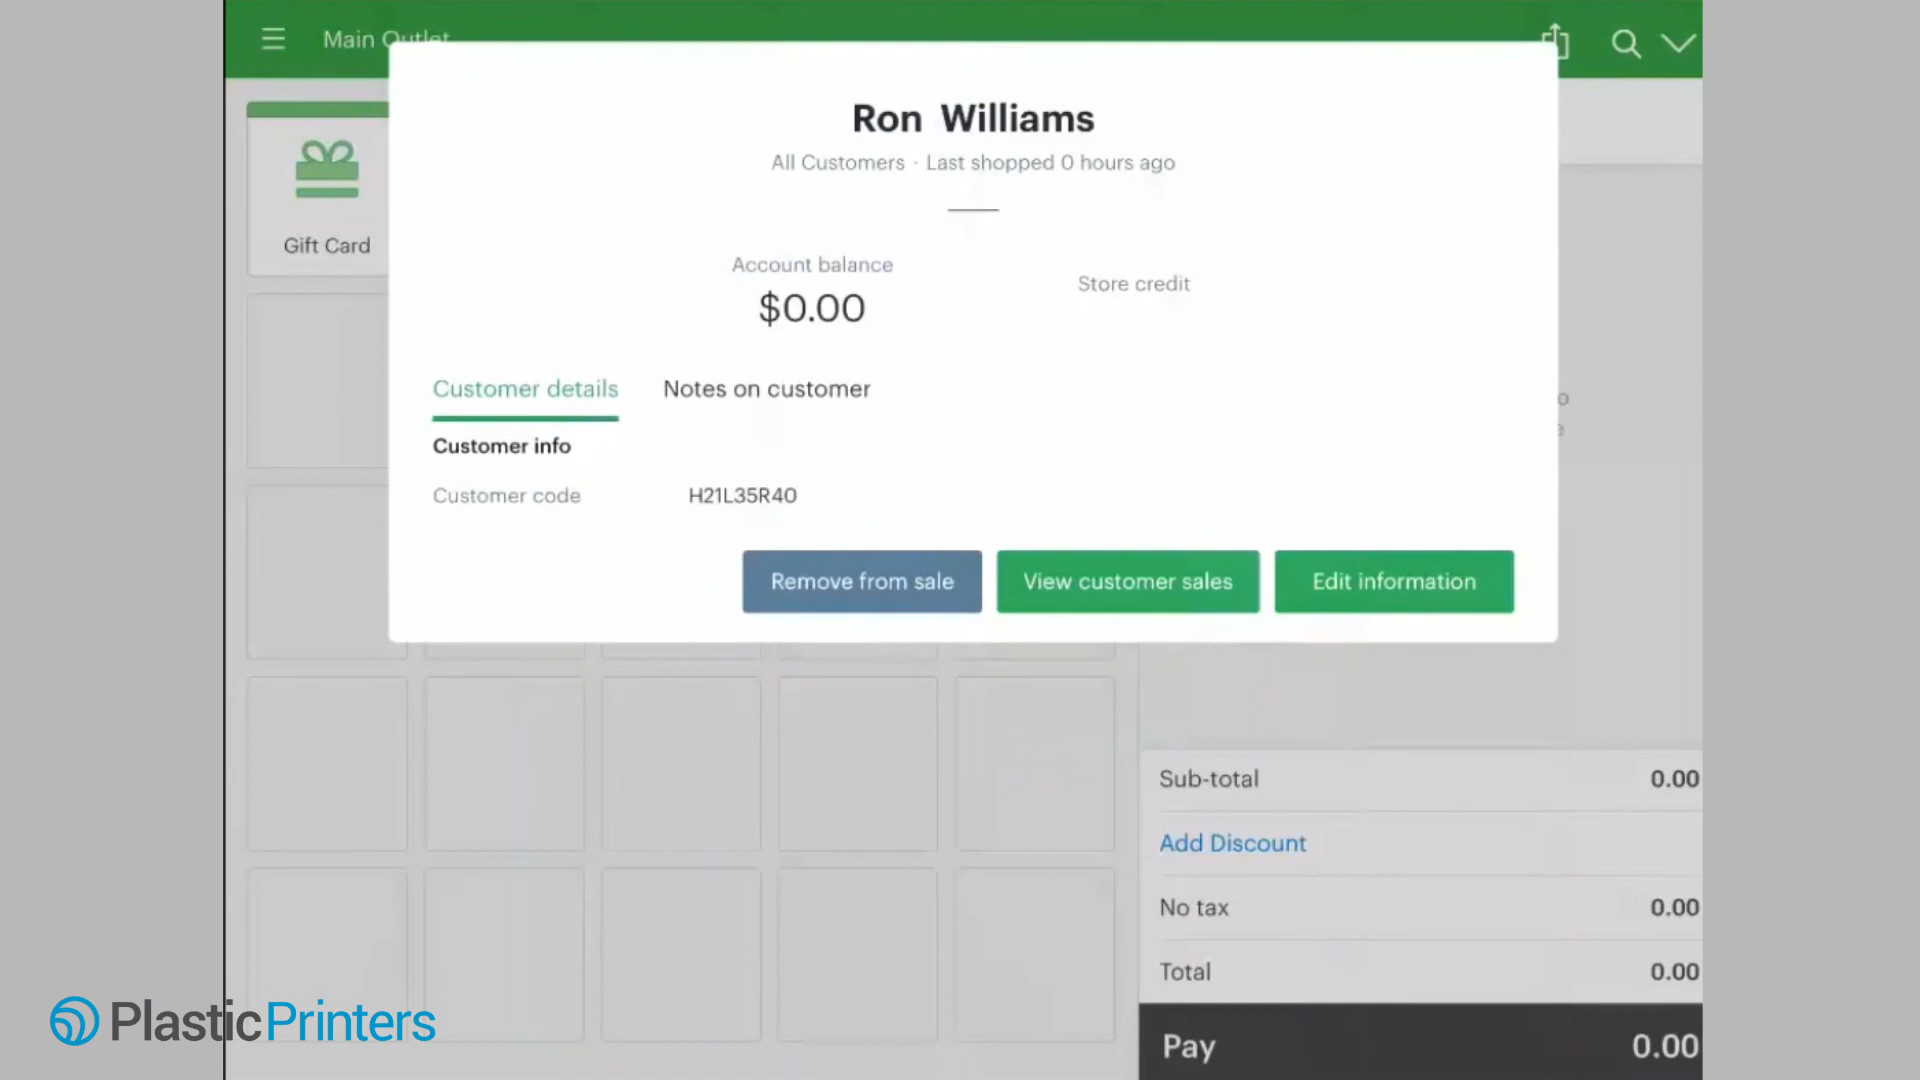 Main Outlet
Gift Card
Ron Williams
All Customers · Last shopped 0 hours ago
Account balance
$0.00
Store credit
Customer details
Notes on customer
Customer info
Customer code
H21L35R40
Remove from sale
View customer sales
Edit information
Sub-total
0.00
Add Discount
No tax
0.00
Total
0.00
Pay
0.00
PlasticPrinters